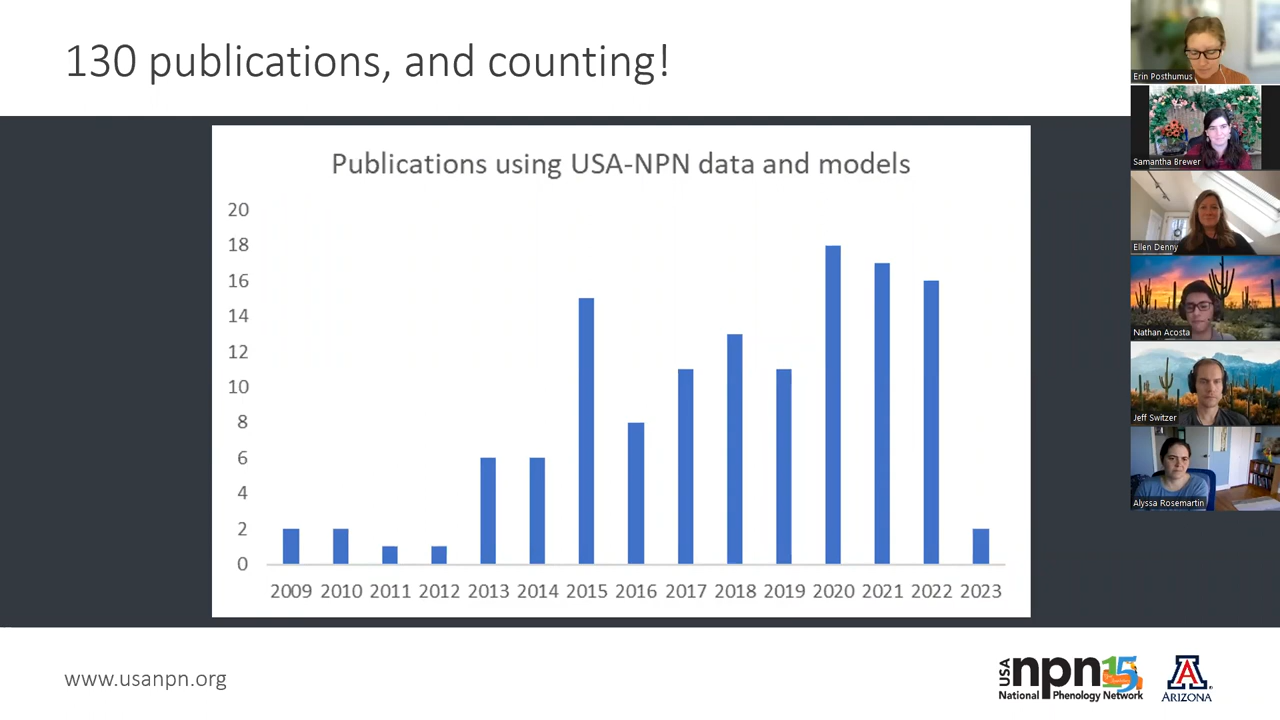 130 publications, and counting!
Publications using USA-NPN data and models
20
18
16
14
12
10
8
6
4
2
0
2009 2010 2011 2012 2013 2014 2015 2016 2017 2018 2019 2020 2021 2022 2023
www.usanpn.org
USA npn 15
National Phenology Network
A
ARIZONA
Erin Posthumus
Samantha Brewer
Ellen Denny
Nathan Acosta
Jeff Switzer
Alyssa Rosemartin